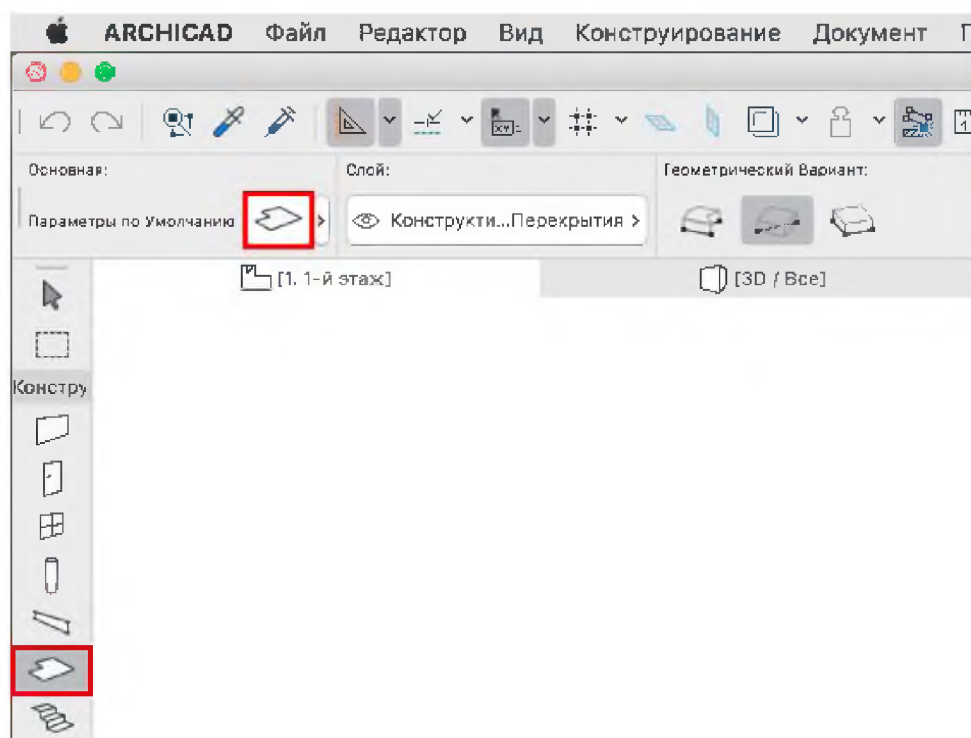 ARCHICAD Файл Редактор Вид Конструирование Документ
Основная: Слой: Геометрический Вариант:
Параметры по Умолчанию Конструкти...Перекрытия
[1. 1-й этаж] [3D / Все]
Констру